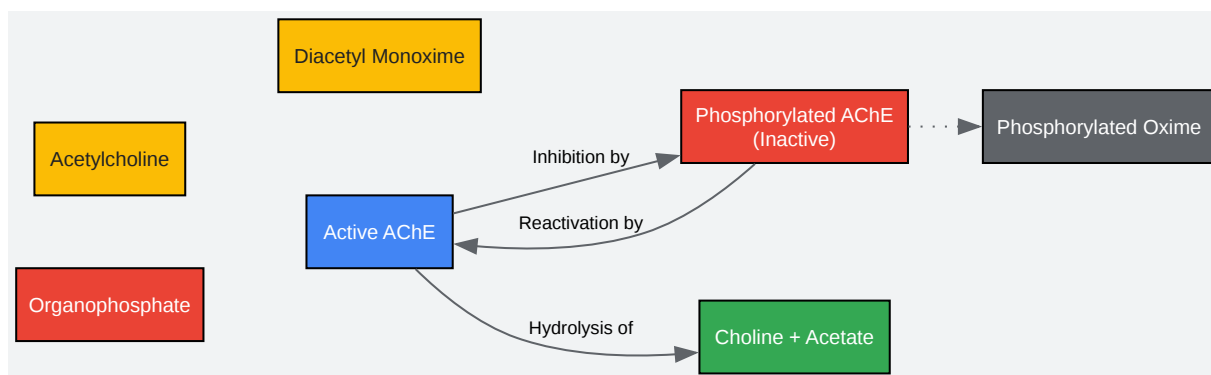 Diacetyl Monoxime
Phosphorylated AChE
(Inactive)
Phosphorylated Oxime
Acetylcholine
Inhibition by
Active AChE
Reactivation by
Organophosphate
Hydrolysis of
Choline + Acetate